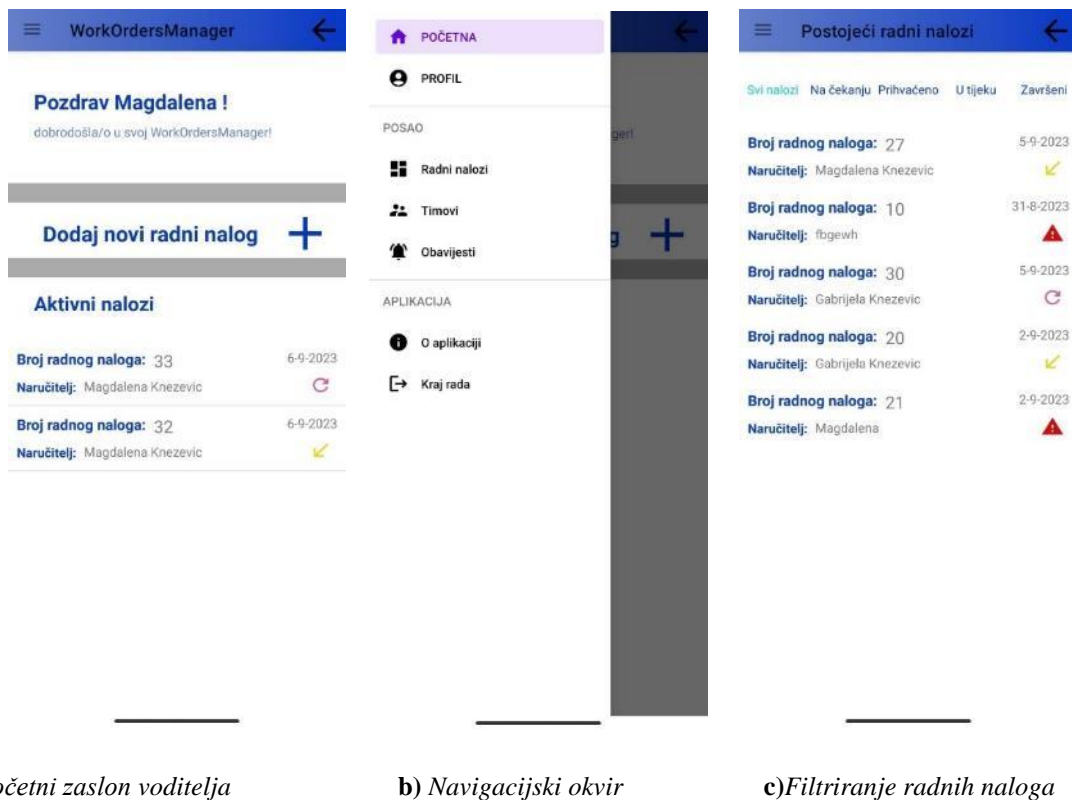 WorkOrdersManager
Pozdrav Magdalena !
dobrodošla/o u svoj WorkOrdersManager!
Dodaj novi radni nalog
Aktivni nalozi
Broj radnog naloga: 33 6-9-2023
Naručitelj: Magdalena Knezevic
Broj radnog naloga: 32 6-9-2023
Naručitelj: Magdalena Knezevic
POČETNA
PROFIL
POSAO
ger!
Radni nalozi
Timovi
g
Obavijesti
APLIKACIJA
O aplikaciji
Kraj rada
Postojeći radni nalozi
Svi nalozi Na čekanju Prihvaćeno U tijeku Završeni
Broj radnog naloga: 27 5-9-2023
Naručitelj: Magdalena Knezevic
Broj radnog naloga: 10 31-8-2023
Naručitelj: fbgewh
Broj radnog naloga: 30 5-9-2023
Naručitelj: Gabrijela Knezevic
Broj radnog naloga: 20 2-9-2023
Naručitelj: Gabrijela Knezevic
Broj radnog naloga: 21 2-9-2023
Naručitelj: Magdalena
očetni zaslon voditelja
b) Navigacijski okvir
c)Filtriranje radnih naloga